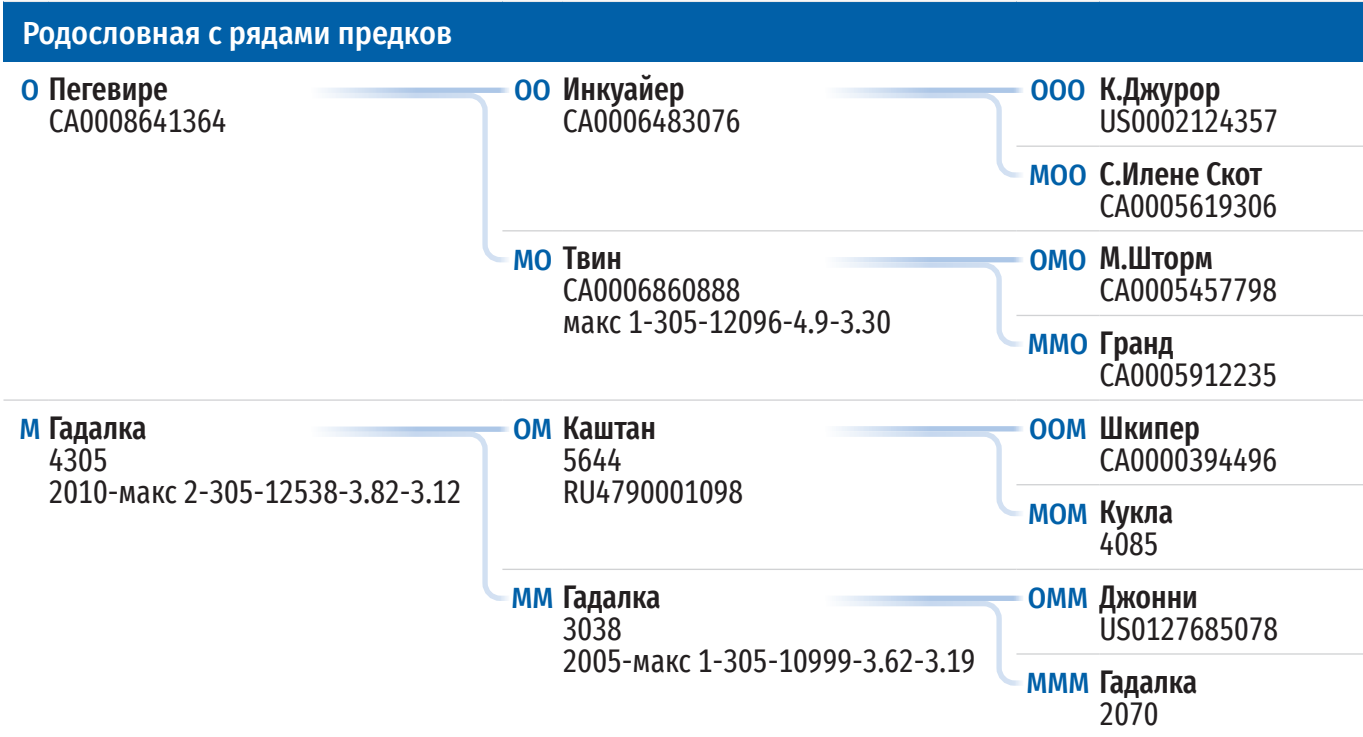 Родословная с рядами предков
О Пегевире
CA0008641364
ОО Инкуайер
CA0006483076
ООО К.Джурор
US0002124357
МОО С.Илене Скот
CA0005619306
МО Твин
CA0006860888
макс 1-305-12096-4.9-3.30
ОМО М.Шторм
CA0005457798
ММО Гранд
CA0005912235
М Гадалка
4305
2010-макс 2-305-12538-3.82-3.12
ОМ Каштан
5644
RU4790001098
ООМ Шкипер
CA0000394496
МОМ Кукла
4085
ММ Гадалка
3038
2005-макс 1-305-10999-3.62-3.19
ОММ Джонни
US0127685078
МММ Гадалка
2070